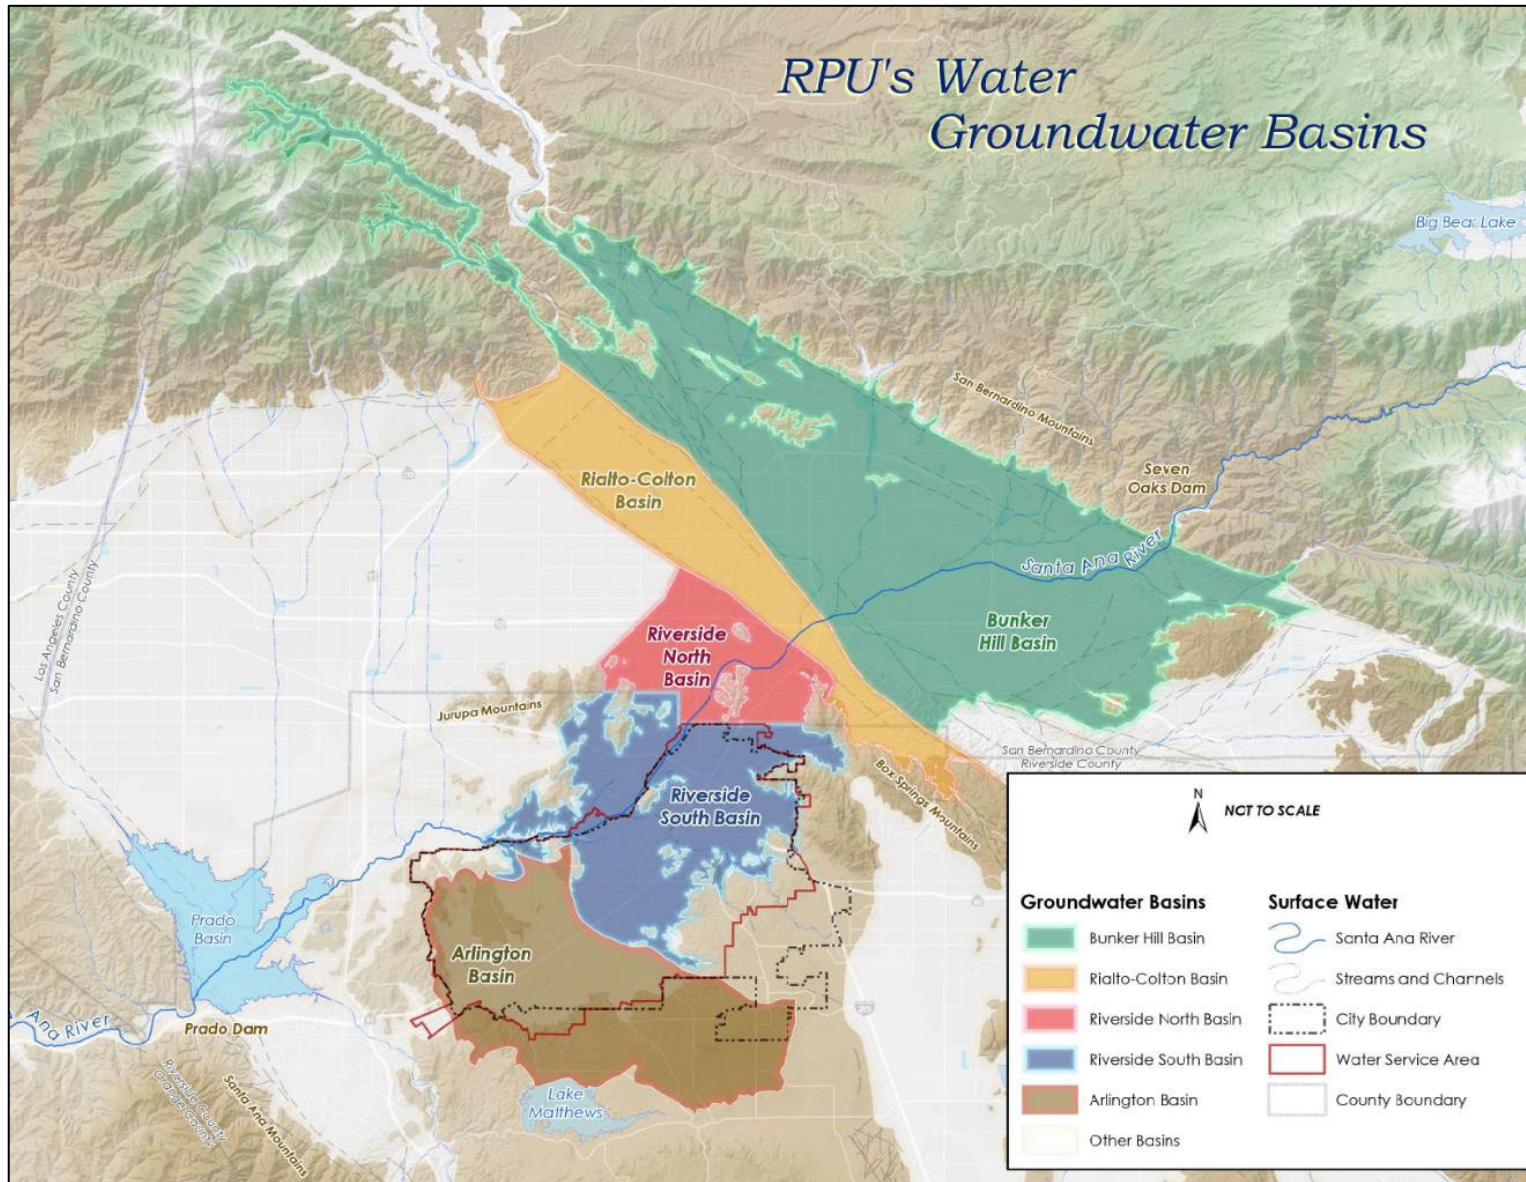 RPU's Water
Groundwater Basins
Big Bear Lake
San Bernardino Mountains
Seven
Oaks Dam
Rialto-Colton
Basin
Santa Ana River
Los Angeles County
San Bernardino County
Bunker
Hill Basin
Riverside
North
Basin
Jurupa Mountains
San Bernardino County
Riverside County
Box Springs Mountains
Riverside
South Basin
Prado
Basin
Arlington
Basin
Ana River
Prado Dam
Riverside County
Orange County
Santa Ana Mountains
Lake
Matthews
N
NOT TO SCALE
Groundwater Basins
Bunker Hill Basin
Rialto-Colton Basin
Riverside North Basin
Riverside South Basin
Arlington Basin
Other Basins
Surface Water
Santa Ana River
Streams and Channels
City Boundary
Water Service Area
County Boundary